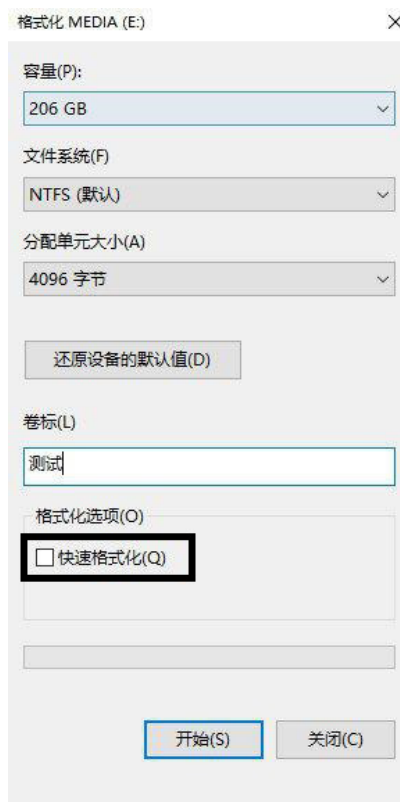 格式化 MEDIA (E:)
容量(P):
206 GB
文件系统(F)
NTFS (默认)
分配单元大小(A)
4096 字节
还原设备的默认值(D)
卷标(L)
测试
格式化选项(O)
快速格式化(Q)
开始(S)
关闭(C)